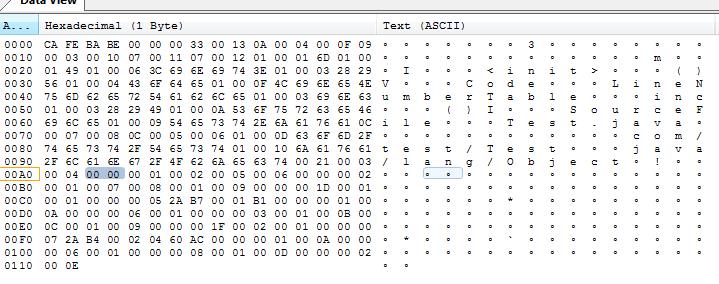 Data View
A... Hexadecimal (1 Byte) Text (ASCII)
0000 CA FE BA BE 00 00 00 33 00 13 0A 00 04 00 0F 09 ∘ ∘ ∘ ∘ ∘ ∘ ∘ 3 ∘ ∘ ∘ ∘ ∘ ∘ ∘ ∘
0010 00 03 00 10 07 00 11 07 00 12 01 00 01 6D 01 00 ∘ ∘ ∘ ∘ ∘ ∘ ∘ ∘ ∘ ∘ ∘ ∘ ∘ m ∘ ∘
0020 01 49 01 00 06 3C 69 6E 69 74 3E 01 00 03 28 29 ∘ I ∘ ∘ ∘ < i n i t > ∘ ∘ ∘ ( )
0030 56 01 00 04 43 6F 64 65 01 00 0F 4C 69 6E 65 4E V ∘ ∘ ∘ C o d e ∘ ∘ ∘ L i n e N
0040 75 6D 62 65 72 54 61 62 6C 65 01 00 03 69 6E 63 u m b e r T a b l e ∘ ∘ ∘ i n c
0050 01 00 03 28 29 49 01 00 0A 53 6F 75 72 63 65 46 ∘ ∘ ∘ ( ) I ∘ ∘ ∘ S o u r c e F
0060 69 6C 65 01 00 09 54 65 73 74 2E 6A 61 76 61 0C i l e ∘ ∘ ∘ T e s t . j a v a ∘
0070 00 07 00 08 0C 00 05 00 06 01 00 0D 63 6F 6D 2F ∘ ∘ ∘ ∘ ∘ ∘ ∘ ∘ ∘ ∘ ∘ ∘ c o m /
0080 74 65 73 74 2F 54 65 73 74 01 00 10 6A 61 76 61 t e s t / T e s t ∘ ∘ ∘ j a v a
0090 2F 6C 61 6E 67 2F 4F 62 6A 65 63 74 00 21 00 03 / l a n g / O b j e c t ∘ ! ∘ ∘
00A0 00 04 00 00 00 01 00 02 00 05 00 06 00 00 00 02 ∘ ∘ ∘ ∘ ∘ ∘ ∘ ∘ ∘ ∘ ∘ ∘ ∘ ∘ ∘ ∘
00B0 00 01 00 07 00 08 00 01 00 09 00 00 00 1D 00 01 ∘ ∘ ∘ ∘ ∘ ∘ ∘ ∘ ∘ ∘ ∘ ∘ ∘ ∘ ∘ ∘
00C0 00 01 00 00 00 05 2A B7 00 01 B1 00 00 00 01 00 ∘ ∘ ∘ ∘ ∘ ∘ * ∘ ∘ ∘ ∘ ∘ ∘ ∘ ∘ ∘
00D0 0A 00 00 00 06 00 01 00 00 00 03 00 01 00 0B 00 ∘ ∘ ∘ ∘ ∘ ∘ ∘ ∘ ∘ ∘ ∘ ∘ ∘ ∘ ∘ ∘
00E0 0C 00 01 00 09 00 00 00 1F 00 02 00 01 00 00 00 ∘ ∘ ∘ ∘ ∘ ∘ ∘ ∘ ∘ ∘ ∘ ∘ ∘ ∘ ∘ ∘
00F0 07 2A B4 00 02 04 60 AC 00 00 00 01 00 0A 00 00 ∘ * ∘ ∘ ∘ ∘ ` ∘ ∘ ∘ ∘ ∘ ∘ ∘ ∘ ∘
0100 00 06 00 01 00 00 00 08 00 01 00 0D 00 00 00 02 ∘ ∘ ∘ ∘ ∘ ∘ ∘ ∘ ∘ ∘ ∘ ∘ ∘ ∘ ∘ ∘
0110 00 0E ∘ ∘